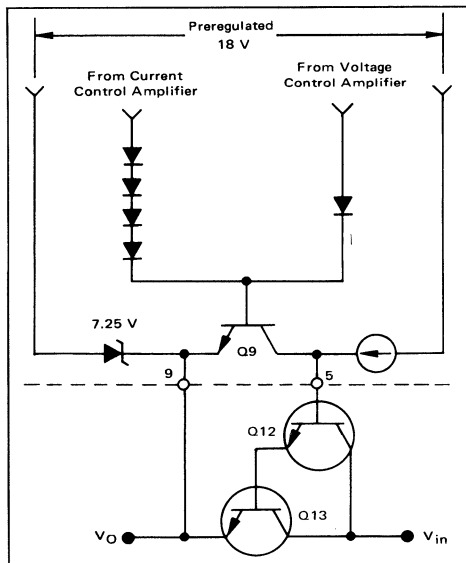 Preregulated
18 V
From Current
Control Amplifier
From Voltage
Control Amplifier
7.25 V
Q9
9
5
Q12
Q13
VO
Vin